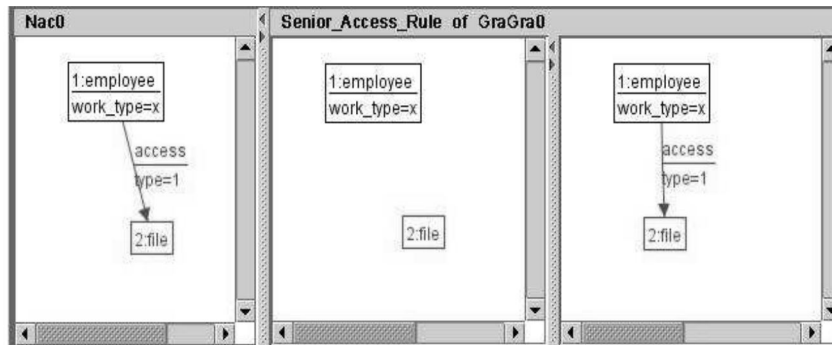 Nac0
Senior_Access_Rule of GraGra0
1:employee
work_type=x
access
type=1
2:file
1:employee
work_type=x
2:file
1:employee
work_type=x
access
type=1
2:file